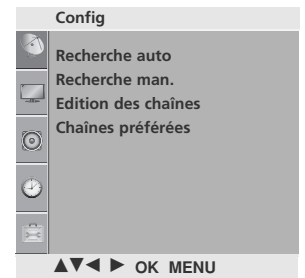 Config
Recherche auto
Recherche man.
Edition des chaînes
Chaînes préférées
▲▼◄ ► OK MENU